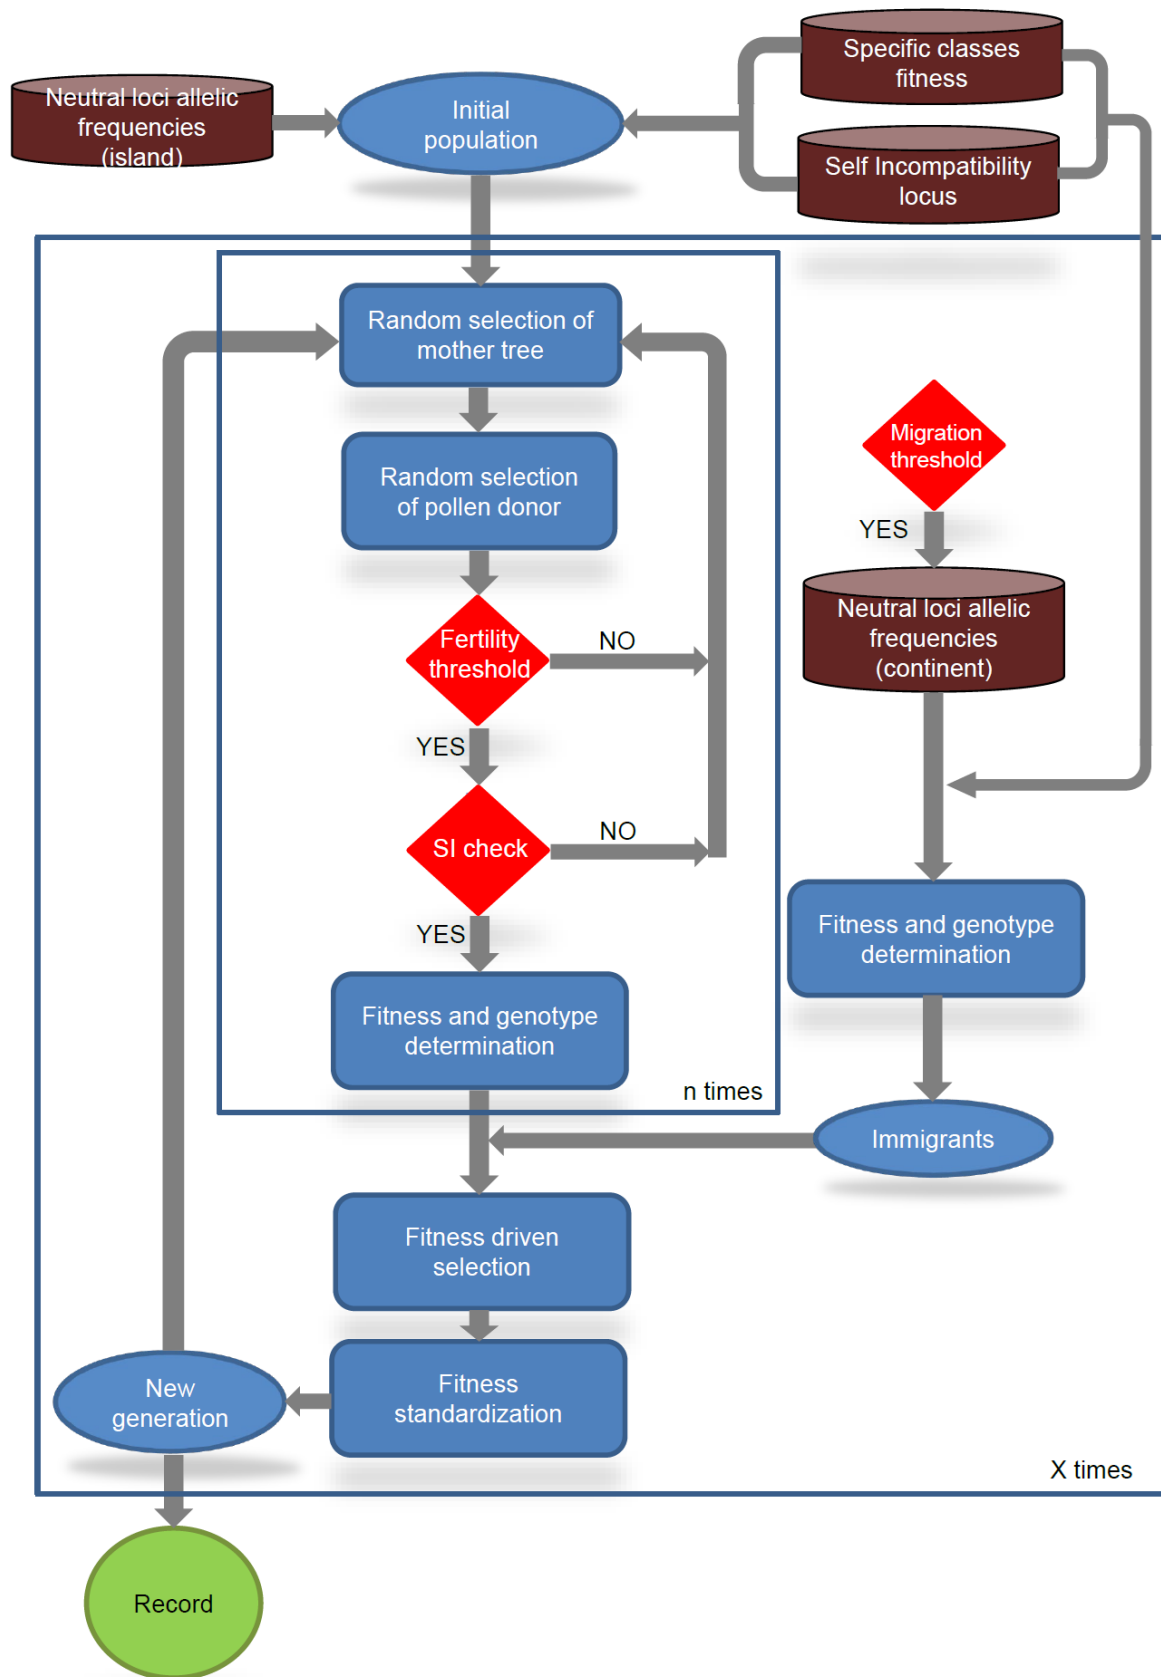 Specific classes
fitness
Neutral loci allelic
frequencies
(island)
Initial
population
Self Incompatibility
locus
Random selection of
mother tree
Migration
threshold
Random selection
of pollen donor
YES
Neutral loci allelic
frequencies
(continent)
Fertility
threshold
NO
YES
SI check
NO
YES
Fitness and genotype
determination
Fitness and genotype
determination
n times
Immigrants
Fitness driven
selection
New
generation
Fitness
standardization
X times
Record